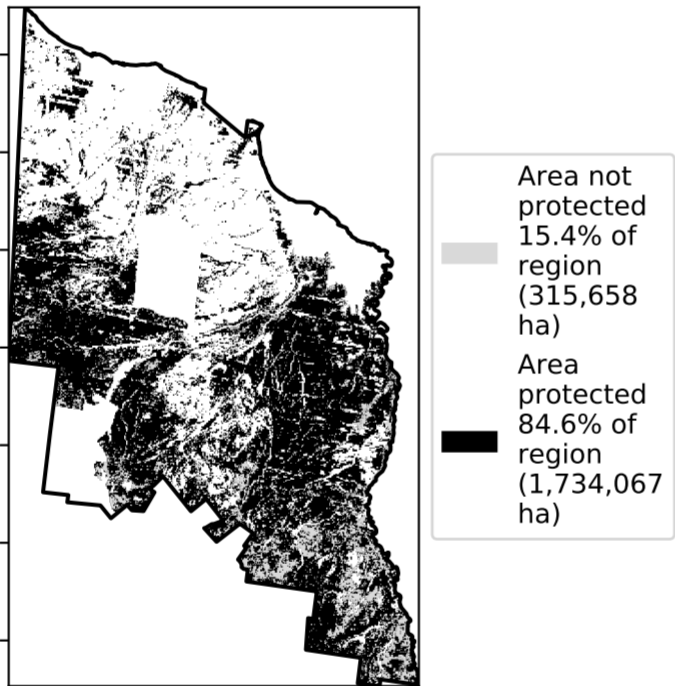 Area not
protected
15.4% of
region
(315,658
ha)
Area
protected
84.6% of
region
(1,734,067
ha)